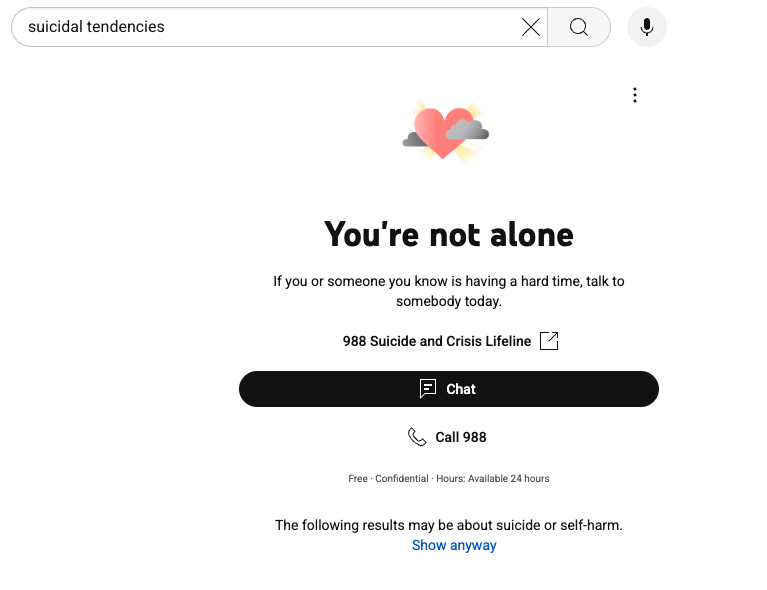 suicidal tendencies
You're not alone
If you or someone you know is having a hard time, talk to
somebody today.
988 Suicide and Crisis Lifeline
Chat
Call 988
Free · Confidential · Hours: Available 24 hours
The following results may be about suicide or self-harm.
Show anyway